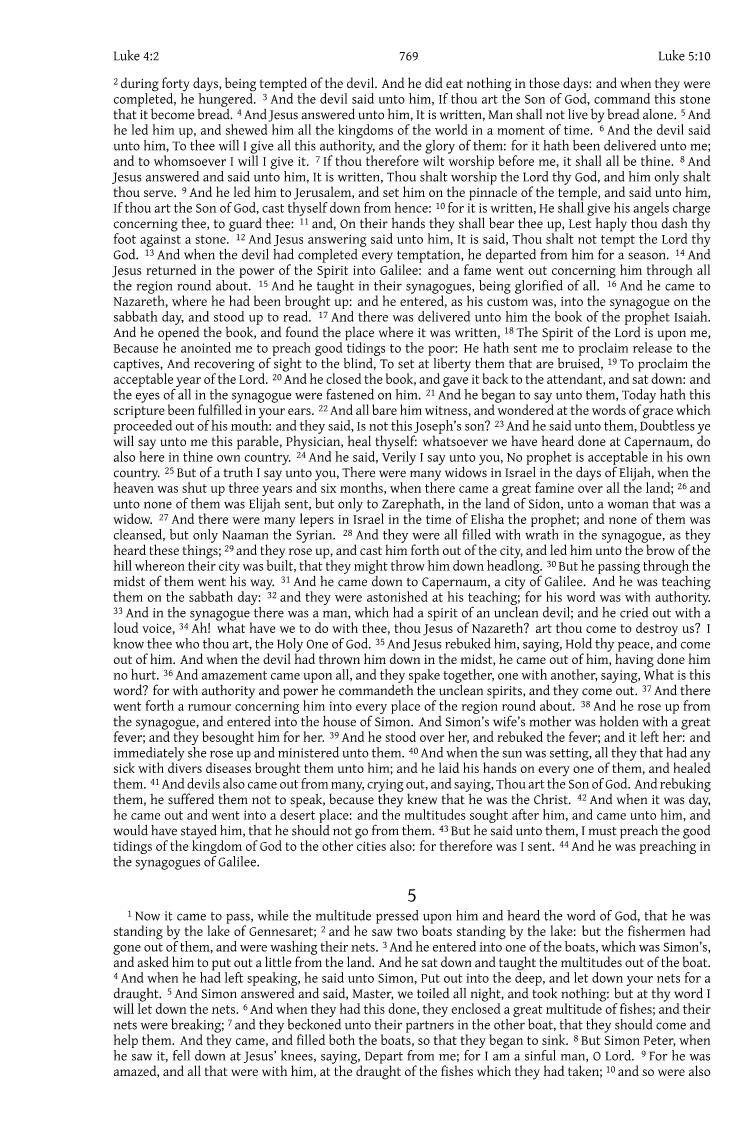 Luke 4:2 769 Luke 5:10
2 during forty days, being tempted of the devil. And he did eat nothing in those days: and when they were
completed, he hungered. 3 And the devil said unto him, If thou art the Son of God, command this stone
that it become bread. 4 And Jesus answered unto him, It is written, Man shall not live by bread alone. 5 And
he led him up, and shewed him all the kingdoms of the world in a moment of time. 6 And the devil said
unto him, To thee will I give all this authority, and the glory of them: for it hath been delivered unto me;
and to whomsoever I will I give it. 7 If thou therefore wilt worship before me, it shall all be thine. 8 And
Jesus answered and said unto him, It is written, Thou shalt worship the Lord thy God, and him only shalt
thou serve. 9 And he led him to Jerusalem, and set him on the pinnacle of the temple, and said unto him,
If thou art the Son of God, cast thyself down from hence: 10 for it is written, He shall give his angels charge
concerning thee, to guard thee: 11 and, On their hands they shall bear thee up, Lest haply thou dash thy
foot against a stone. 12 And Jesus answering said unto him, It is said, Thou shalt not tempt the Lord thy
God. 13 And when the devil had completed every temptation, he departed from him for a season. 14 And
Jesus returned in the power of the Spirit into Galilee: and a fame went out concerning him through all
the region round about. 15 And he taught in their synagogues, being glorified of all. 16 And he came to
Nazareth, where he had been brought up: and he entered, as his custom was, into the synagogue on the
sabbath day, and stood up to read. 17 And there was delivered unto him the book of the prophet Isaiah.
And he opened the book, and found the place where it was written, 18 The Spirit of the Lord is upon me,
Because he anointed me to preach good tidings to the poor: He hath sent me to proclaim release to the
captives, And recovering of sight to the blind, To set at liberty them that are bruised, 19 To proclaim the
acceptable year of the Lord. 20 And he closed the book, and gave it back to the attendant, and sat down: and
the eyes of all in the synagogue were fastened on him. 21 And he began to say unto them, Today hath this
scripture been fulfilled in your ears. 22 And all bare him witness, and wondered at the words of grace which
proceeded out of his mouth: and they said, Is not this Joseph's son? 23 And he said unto them, Doubtless ye
will say unto me this parable, Physician, heal thyself: whatsoever we have heard done at Capernaum, do
also here in thine own country. 24 And he said, Verily I say unto you, No prophet is acceptable in his own
country. 25 But of a truth I say unto you, There were many widows in Israel in the days of Elijah, when the
heaven was shut up three years and six months, when there came a great famine over all the land; 26 and
unto none of them was Elijah sent, but only to Zarephath, in the land of Sidon, unto a woman that was a
widow. 27 And there were many lepers in Israel in the time of Elisha the prophet; and none of them was
cleansed, but only Naaman the Syrian. 28 And they were all filled with wrath in the synagogue, as they
heard these things; 29 and they rose up, and cast him forth out of the city, and led him unto the brow of the
hill whereon their city was built, that they might throw him down headlong. 30 But he passing through the
midst of them went his way. 31 And he came down to Capernaum, a city of Galilee. And he was teaching
them on the sabbath day: 32 and they were astonished at his teaching; for his word was with authority.
33 And in the synagogue there was a man, which had a spirit of an unclean devil; and he cried out with a
loud voice, 34 Ah! what have we to do with thee, thou Jesus of Nazareth? art thou come to destroy us? I
know thee who thou art, the Holy One of God. 35 And Jesus rebuked him, saying, Hold thy peace, and come
out of him. And when the devil had thrown him down in the midst, he came out of him, having done him
no hurt. 36 And amazement came upon all, and they spake together, one with another, saying, What is this
word? for with authority and power he commandeth the unclean spirits, and they come out. 37 And there
went forth a rumour concerning him into every place of the region round about. 38 And he rose up from
the synagogue, and entered into the house of Simon. And Simon's wife's mother was holden with a great
fever; and they besought him for her. 39 And he stood over her, and rebuked the fever; and it left her: and
immediately she rose up and ministered unto them. 40 And when the sun was setting, all they that had any
sick with divers diseases brought them unto him; and he laid his hands on every one of them, and healed
them. 41 And devils also came out from many, crying out, and saying, Thou art the Son of God. And rebuking
them, he suffered them not to speak, because they knew that he was the Christ. 42 And when it was day,
he came out and went into a desert place: and the multitudes sought after him, and came unto him, and
would have stayed him, that he should not go from them. 43 But he said unto them, I must preach the good
tidings of the kingdom of God to the other cities also: for therefore was I sent. 44 And he was preaching in
the synagogues of Galilee.
5
1 Now it came to pass, while the multitude pressed upon him and heard the word of God, that he was
standing by the lake of Gennesaret; 2 and he saw two boats standing by the lake: but the fishermen had
gone out of them, and were washing their nets. 3 And he entered into one of the boats, which was Simon's,
and asked him to put out a little from the land. And he sat down and taught the multitudes out of the boat.
4 And when he had left speaking, he said unto Simon, Put out into the deep, and let down your nets for a
draught. 5 And Simon answered and said, Master, we toiled all night, and took nothing: but at thy word I
will let down the nets. 6 And when they had this done, they enclosed a great multitude of fishes; and their
nets were breaking; 7 and they beckoned unto their partners in the other boat, that they should come and
help them. And they came, and filled both the boats, so that they began to sink. 8 But Simon Peter, when
he saw it, fell down at Jesus' knees, saying, Depart from me; for I am a sinful man, O Lord. 9 For he was
amazed, and all that were with him, at the draught of the fishes which they had taken; 10 and so were also